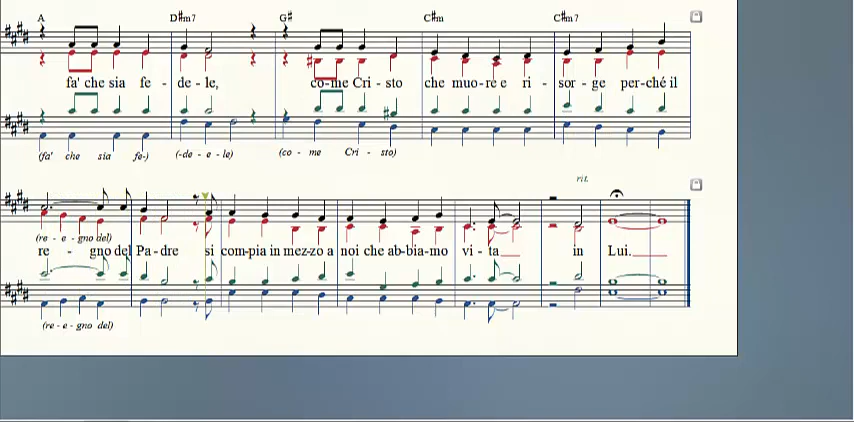 A D#m7 G# C#m C#m7
fa' che sia fe - de - le, co-me Cri - sto che muo-re e ri - sor - ge per-ché il
(fa' che sia fe-) (-de - e - le) (co - me Cri - sto)
rit.
(re - e - gno del)
re - gno del Pa-dre si com-pia in mez-zo a noi che ab-bia-mo vi - ta___ in Lui.___
(re - e - gno del)